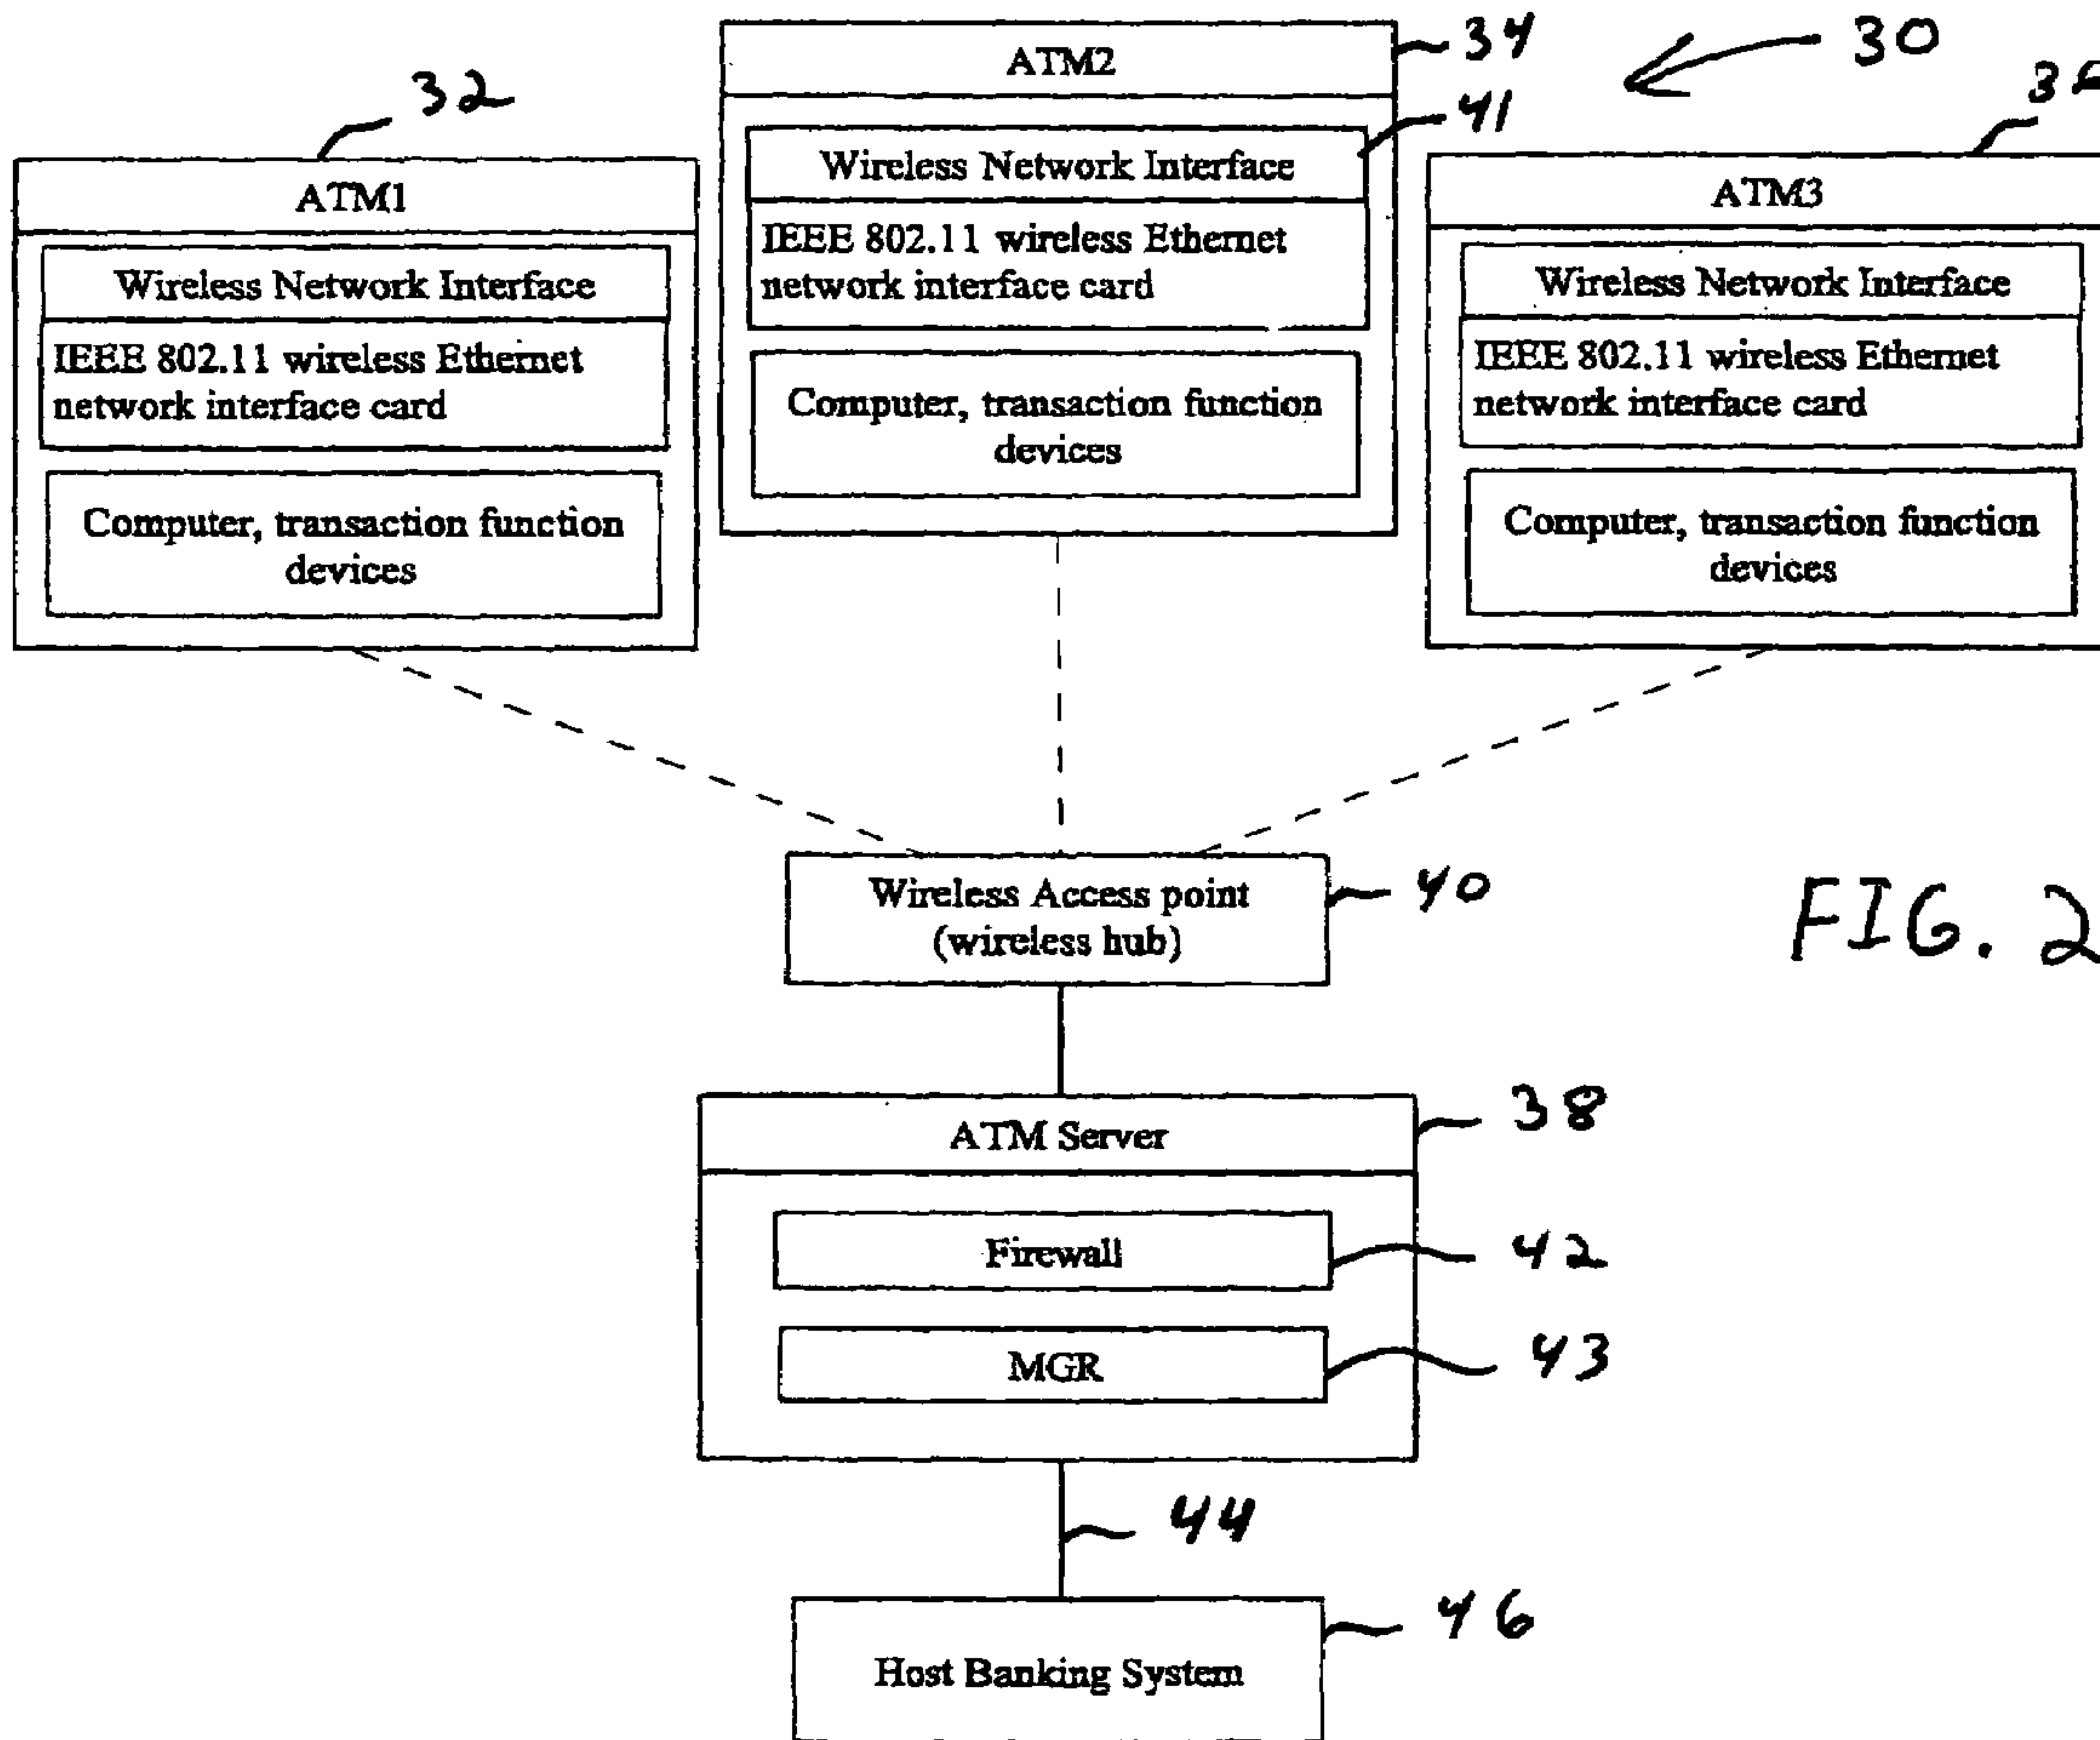 32
ATM1
Wireless Network Interface
IEEE 802.11 wireless Ethernet
network interface card
Computer, transaction function
devices
ATM2
34
Wireless Network Interface
41
IEEE 802.11 wireless Ethernet
network interface card
Computer, transaction function
devices
30
ATM3
Wireless Network Interface
IEEE 802.11 wireless Ethernet
network interface card
Computer, transaction function
devices
Wireless Access point
(wireless hub)
40
FIG. 2
ATM Server
38
Firewall
42
MGR
43
44
Host Banking System
46